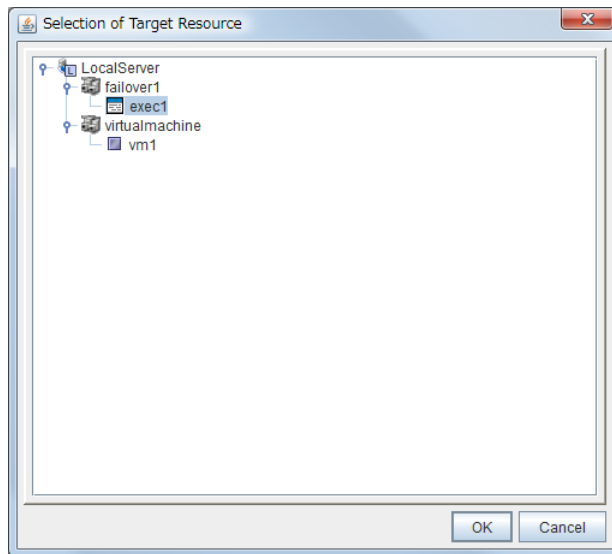 Selection of Target Resource
LocalServer
failover1
exec1
virtualmachine
vm1
OK Cancel